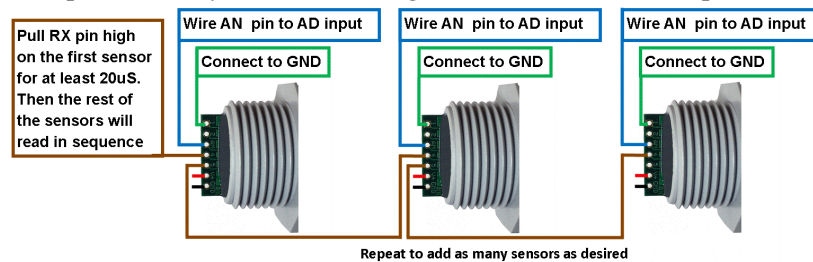 Wire AN pin to AD input
Wire AN pin to AD input
Wire AN pin to AD input
Pull RX pin high
on the first sensor
for at least 20uS.
Then the rest of
the sensors will
read in sequence
Connect to GND
Connect to GND
Connect to GND
Repeat to add as many sensors as desired